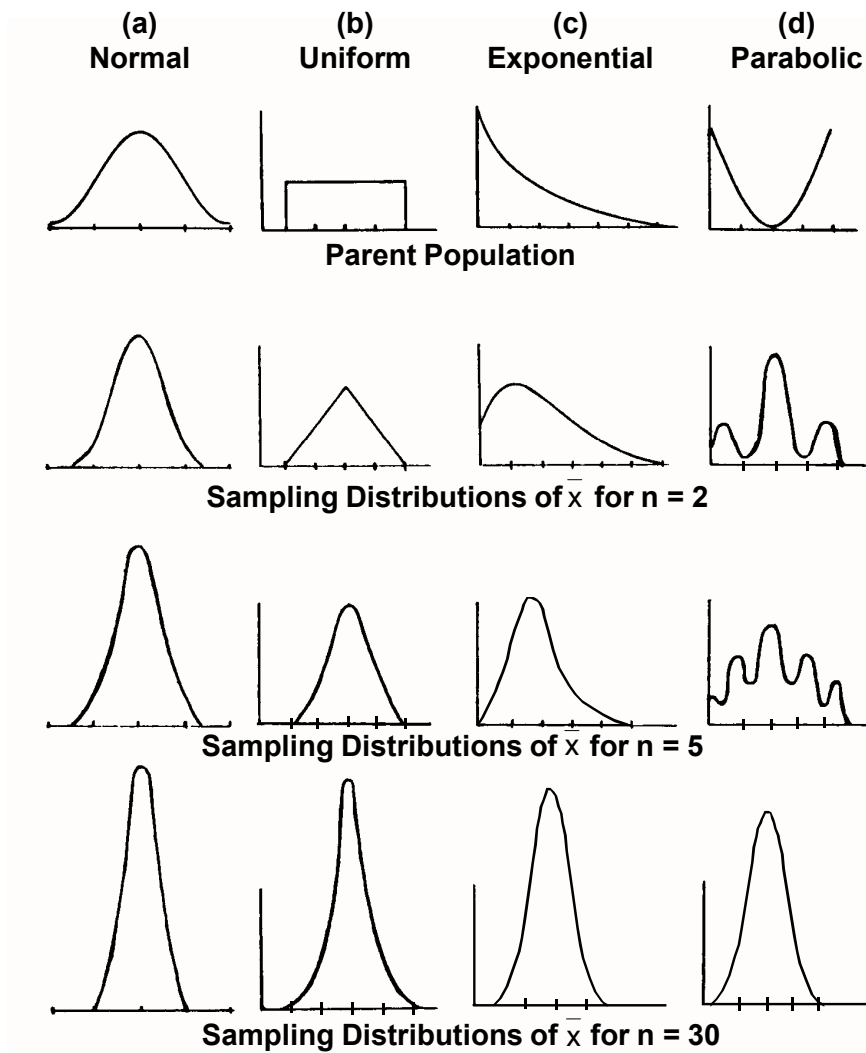 (a) (b) (c) (d)
Normal Uniform Exponential Parabolic
Parent Population
Sampling Distributions of x̄ for n = 2
Sampling Distributions of x̄ for n = 5
Sampling Distributions of x̄ for n = 30